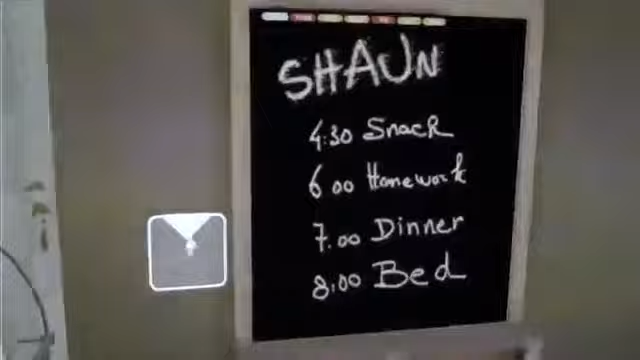 SHAUN
4:30 Snack
6 00 Homework
7.00 Dinner
8.00 Bed